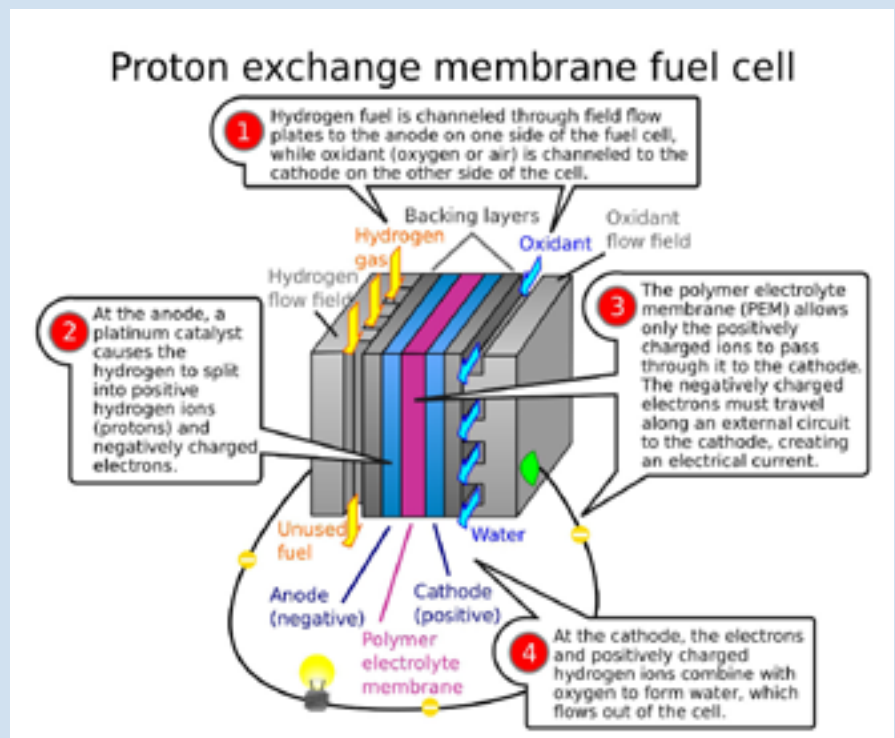 Proton exchange membrane fuel cell
1
Hydrogen fuel is channeled through field flow
plates to the anode on one side of the fuel cell,
while oxidant (oxygen or air) is channeled to the
cathode on the other side of the cell.
Backing layers
Oxidant
flow field
Hydrogen
gas
Oxidant
Hydrogen
flow field
2
At the anode, a
platinum catalyst
causes the
hydrogen to split
into positive
hydrogen ions
(protons) and
negatively charged
electrons.
3
The polymer electrolyte
membrane (PEM) allows
only the positively
charged ions to pass
through it to the cathode.
The negatively charged
electrons must travel
along an external circuit
to the cathode, creating
an electrical current.
Unused
fuel
Water
Anode
(negative)
Cathode
(positive)
Polymer
electrolyte
membrane
4
At the cathode, the electrons
and positively charged
hydrogen ions combine with
oxygen to form water, which
flows out of the cell.